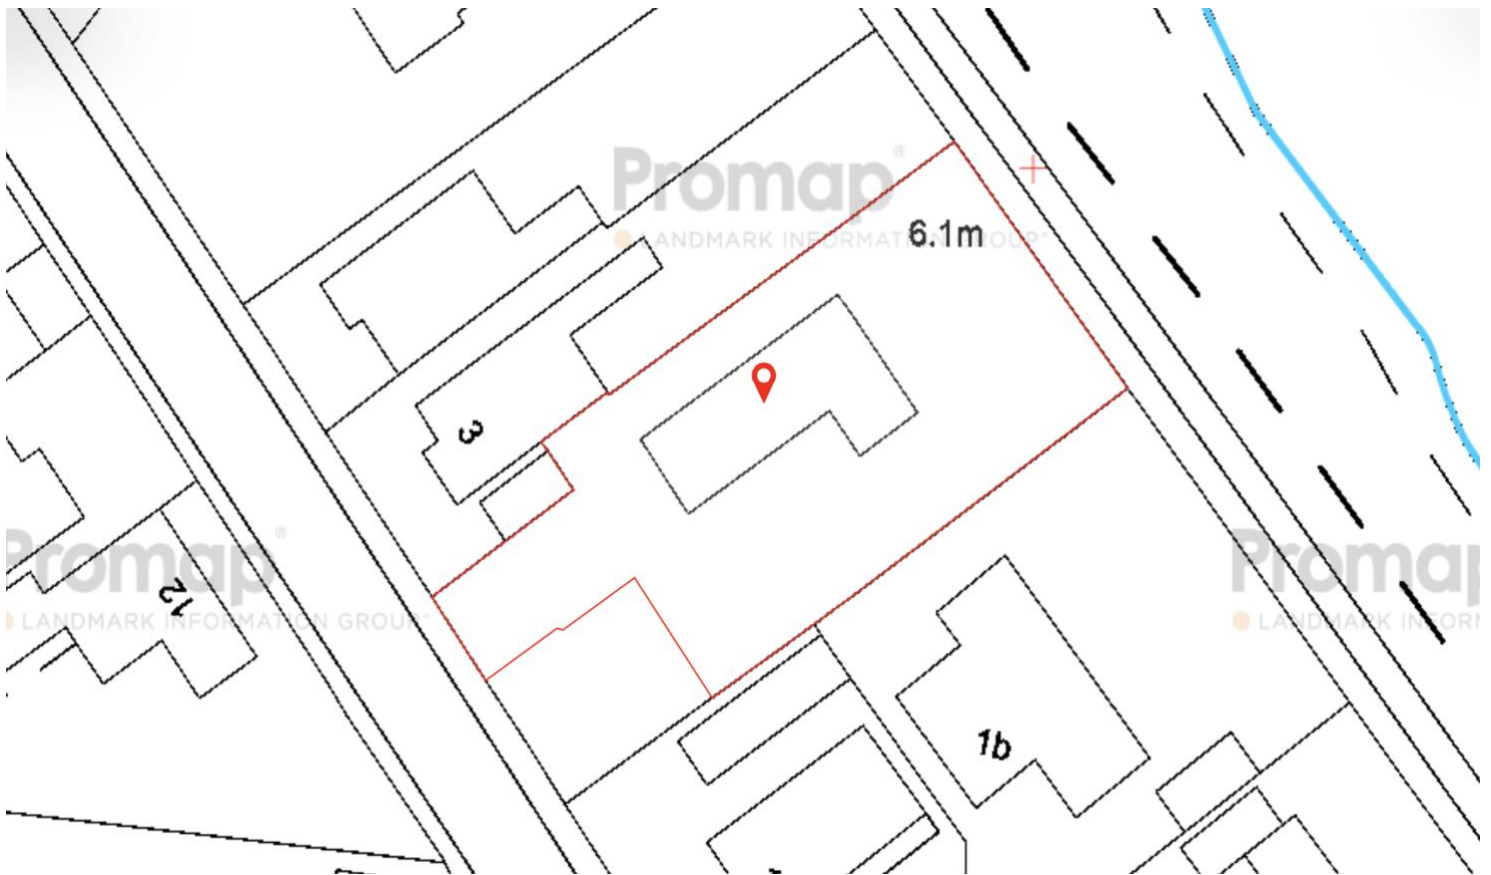 Promap®
LANDMARK INFORMATION GROUP®
6.1m
3
Promap®
LANDMARK INFORMATION GROUP®
12
Promap
LANDMARK INFORM
1b